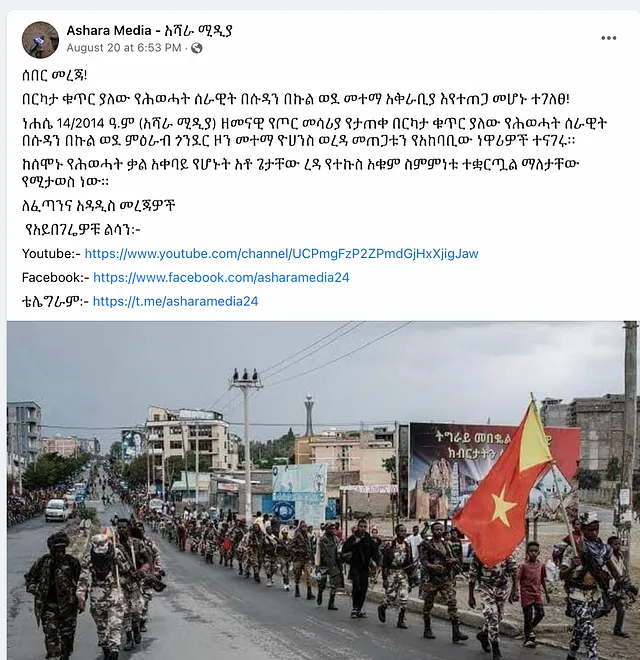 Ashara Media - አሻራ ሚዲያ
August 20 at 6:53 PM ·
ሰበር መረጃ!
በርካታ ቁጥር ያለው የሕወሓት ሰራዊት በሱዳን በኩል ወደ መተማ አቅራቢያ እየተጠጋ መሆኑ ተገለፀ!
ነሐሴ 14/2014 ዓ.ም (አሻራ ሚዲያ) ዘመናዊ የጦር መሳሪያ የታጠቀ በርካታ ቁጥር ያለው የሕወሓት ሰራዊት
በሱዳን በኩል ወደ ምዕራብ ጎንደር ዞን መተማ ዮሀንስ ወረዳ መጠጋቱን የአከባቢው ነዋሪዎች ተናገሩ።
ከሰሞኑ የሕወሓት ቃል አቀባይ የሆኑት አቶ ጌታቸው ረዳ የተኩስ አቁም ስምምነቱ ተቋርጧል ማለታቸው
የሚታወስ ነው።
ለፈጣንና አዳዲስ መረጃዎች
የአይበገሬዎቹ ልሳን:-
Youtube:- https://www.youtube.com/channel/UCPmgFzP2ZPmdGjHxXjigJaw
Facebook:- https://www.facebook.com/asharamedia24
ቴሌግራም:- https://t.me/asharamedia24
ትግራይ መበቈል
ክብርታትን